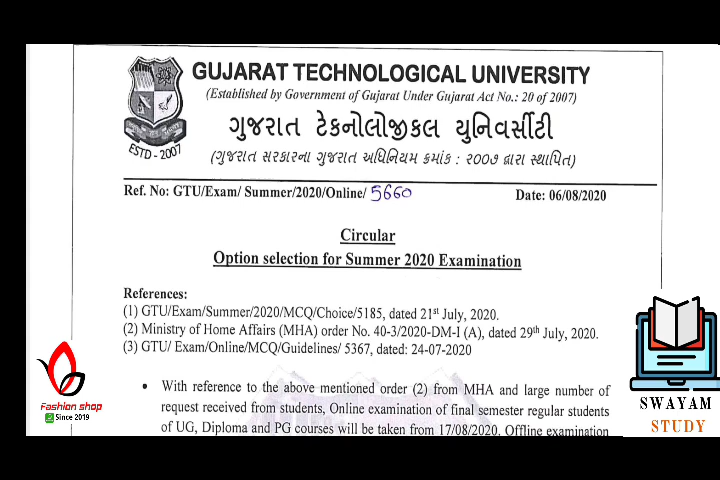 GUJARAT TECHNOLOGICAL UNIVERSITY
(Established by Government of Gujarat Under Gujarat Act No.: 20 of 2007)
ગુજરાત ટેકનોલોજીકલ યુનિવર્સીટી
(ગુજરાત સરકારના ગુજરાત અધિનિયમ ક્રમાંક : ૨૦૦૭ દ્વારા સ્થાપિત)
ESTD - 2007
Ref. No: GTU/Exam/ Summer/2020/Online/ 5660
Date: 06/08/2020
Circular
Option selection for Summer 2020 Examination
References:
(1) GTU/Exam/Summer/2020/MCQ/Choice/5185, dated 21st July, 2020.
(2) Ministry of Home Affairs (MHA) order No. 40-3/2020-DM-I (A), dated 29th July, 2020.
(3) GTU/ Exam/Online/MCQ/Guidelines/ 5367, dated: 24-07-2020
• With reference to the above mentioned order (2) from MHA and large number of
request received from students, Online examination of final semester regular students
of UG, Diploma and PG courses will be taken from 17/08/2020. Offline examination
Fashion shop
Since 2019
SWAYAM
STUDY